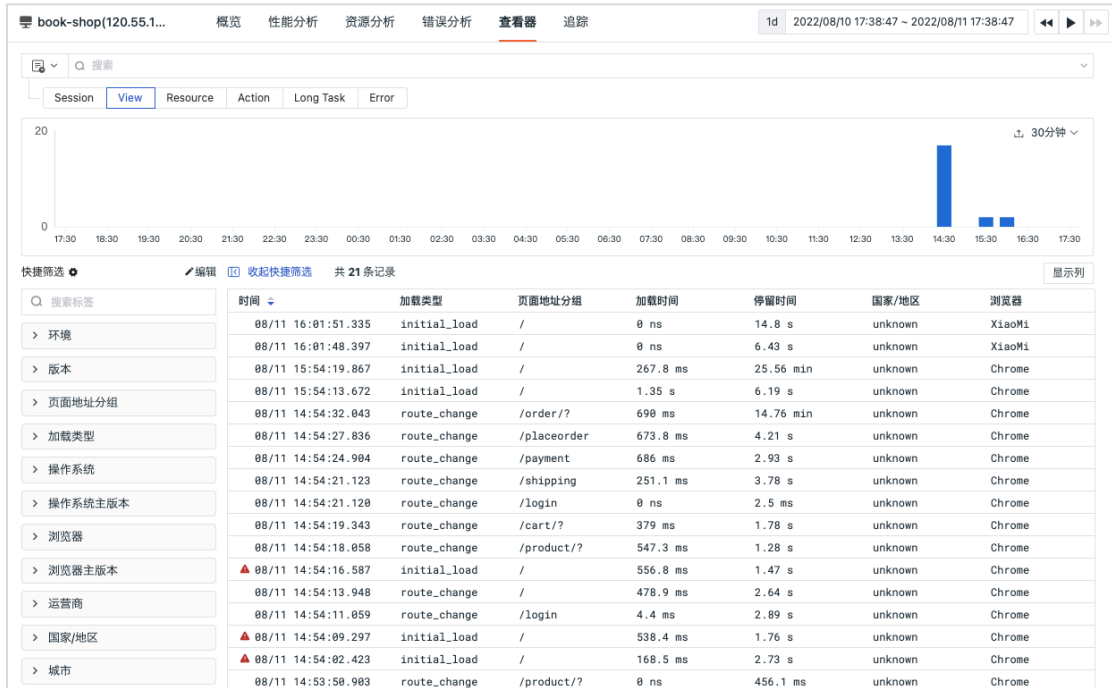 book-shop(120.55.1... 概览 性能分析 资源分析 错误分析 查看器 追踪 1d 2022/08/10 17:38:47 ~ 2022/08/11 17:38:47
搜索
Session View Resource Action Long Task Error
20 30分钟
0
17:30 18:30 19:30 20:30 21:30 22:30 23:30 00:30 01:30 02:30 03:30 04:30 05:30 06:30 07:30 08:30 09:30 10:30 11:30 12:30 13:30 14:30 15:30 16:30 17:30
快捷筛选 编辑 收起快捷筛选 共 21 条记录 显示列
搜索标签
环境
版本
页面地址分组
加载类型
操作系统
操作系统主版本
浏览器
浏览器主版本
运营商
国家/地区
城市
时间 加载类型 页面地址分组 加载时间 停留时间 国家/地区 浏览器
08/11 16:01:51.335 initial_load / 0 ns 14.8 s unknown XiaoMi
08/11 16:01:48.397 initial_load / 0 ns 6.43 s unknown XiaoMi
08/11 15:54:19.867 initial_load / 267.8 ms 25.56 min unknown Chrome
08/11 15:54:13.672 initial_load / 1.35 s 6.19 s unknown Chrome
08/11 14:54:32.043 route_change /order/? 690 ms 14.76 min unknown Chrome
08/11 14:54:27.836 route_change /placeorder 673.8 ms 4.21 s unknown Chrome
08/11 14:54:24.904 route_change /payment 686 ms 2.93 s unknown Chrome
08/11 14:54:21.123 route_change /shipping 251.1 ms 3.78 s unknown Chrome
08/11 14:54:21.120 route_change /login 0 ns 2.5 ms unknown Chrome
08/11 14:54:19.343 route_change /cart/? 379 ms 1.78 s unknown Chrome
08/11 14:54:18.058 route_change /product/? 547.3 ms 1.28 s unknown Chrome
08/11 14:54:16.587 initial_load / 556.8 ms 1.47 s unknown Chrome
08/11 14:54:13.948 route_change / 478.9 ms 2.64 s unknown Chrome
08/11 14:54:11.059 route_change /login 4.4 ms 2.89 s unknown Chrome
08/11 14:54:09.297 initial_load / 538.4 ms 1.76 s unknown Chrome
08/11 14:54:02.423 initial_load / 168.5 ms 2.73 s unknown Chrome
08/11 14:53:50.903 route_change /product/? 0 ns 456.1 ms unknown Chrome